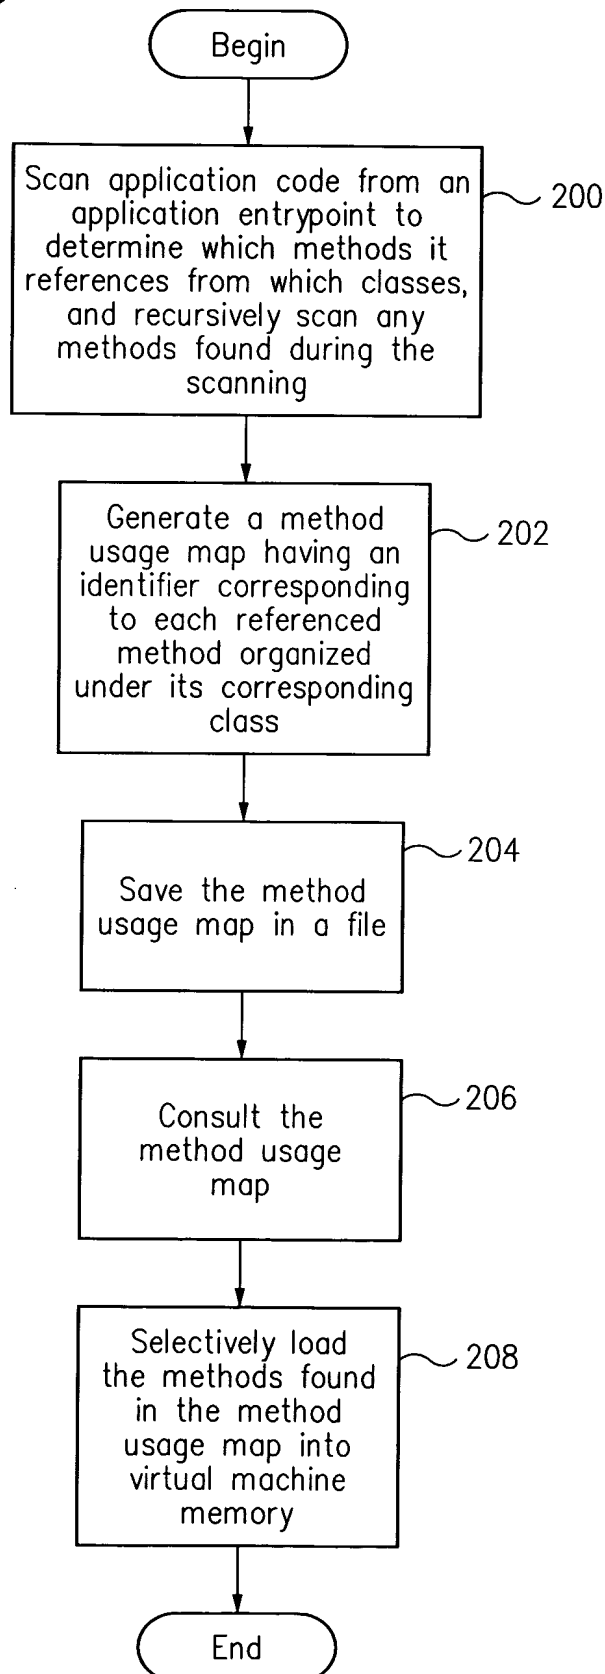 Begin
Scan application code from an
application entrypoint to
determine which methods it
references from which classes,
and recursively scan any
methods found during the
scanning
200
Generate a method
usage map having an
identifier corresponding
to each referenced
method organized
under its corresponding
class
202
Save the method
usage map in a file
204
Consult the
method usage
map
206
Selectively load
the methods found
in the method
usage map into
virtual machine
memory
208
End